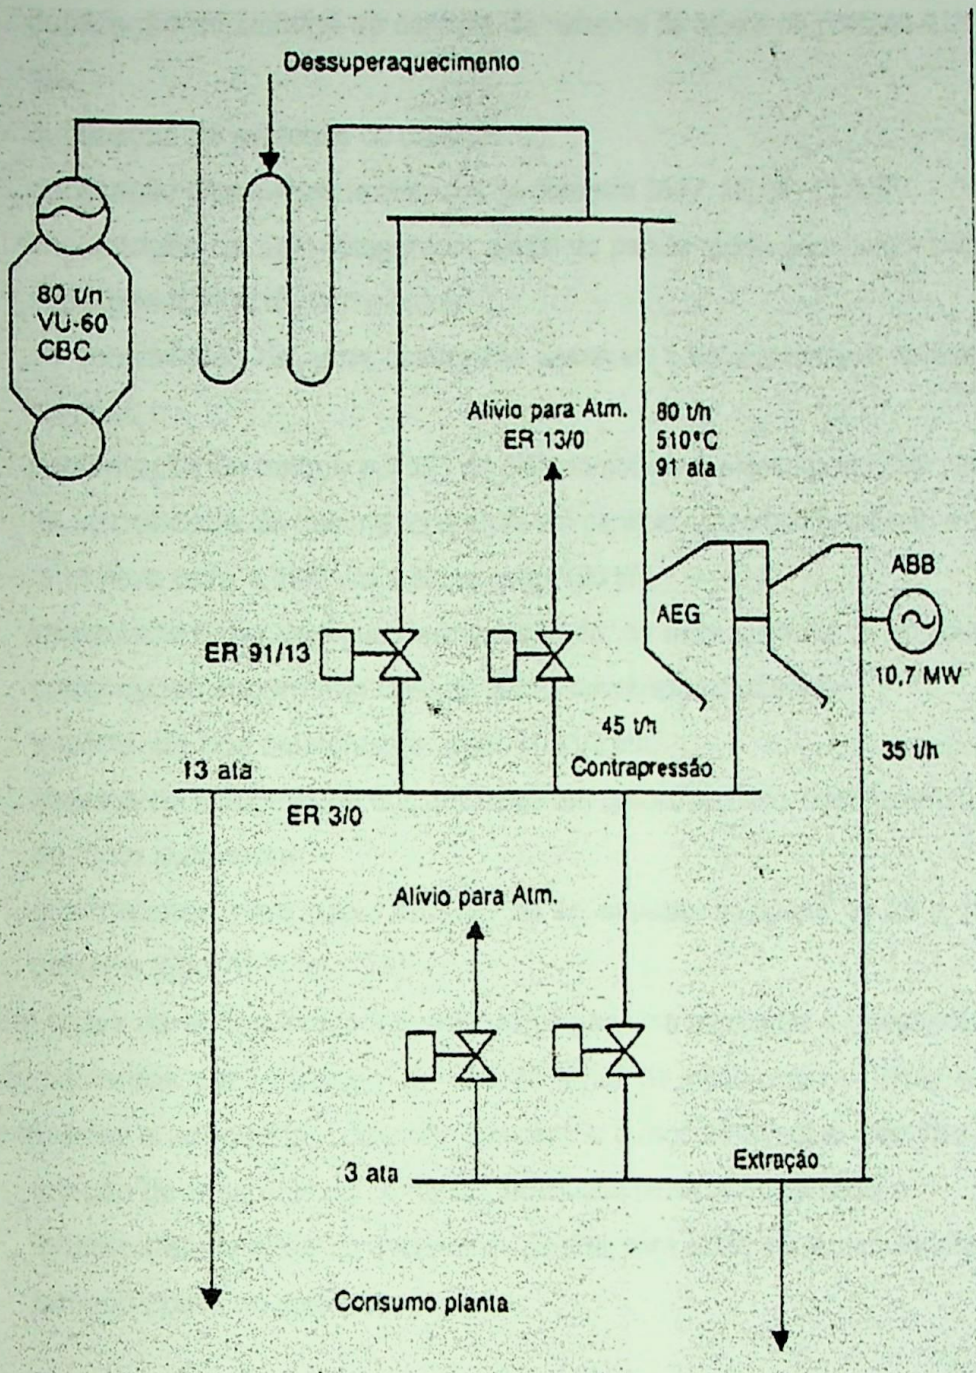 Dessuperaquecimento
80 t/h
VU-60
CBC
Alívio para Atm.
ER 13/0
80 t/h
510°C
91 ata
ABB
AEG
ER 91/13
10,7 MW
45 t/h
35 t/h
13 ata
Contrapressão
ER 3/0
Alívio para Atm.
3 ata
Extração
Consumo planta